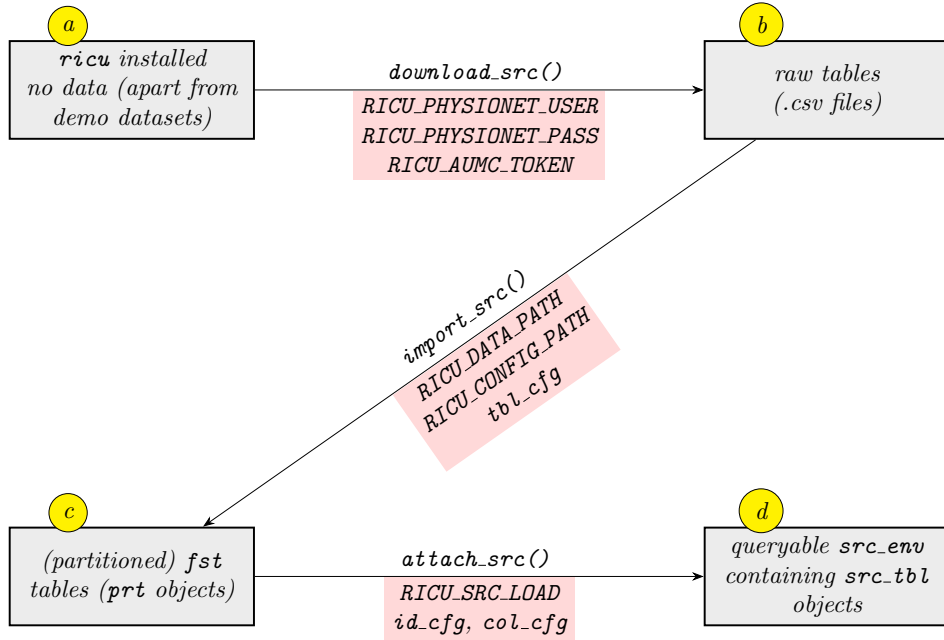 a
ricu installed
no data (apart from
demo datasets)
download_src()
RICU_PHYSIONET_USER
RICU_PHYSIONET_PASS
RICU_AUMC_TOKEN
b
raw tables
(.csv files)
import_src()
RICU_DATA_PATH
RICU_CONFIG_PATH
tbl_cfg
c
(partitioned) fst
tables (prt objects)
attach_src()
RICU_SRC_LOAD
id_cfg, col_cfg
d
queryable src_env
containing src_tbl
objects